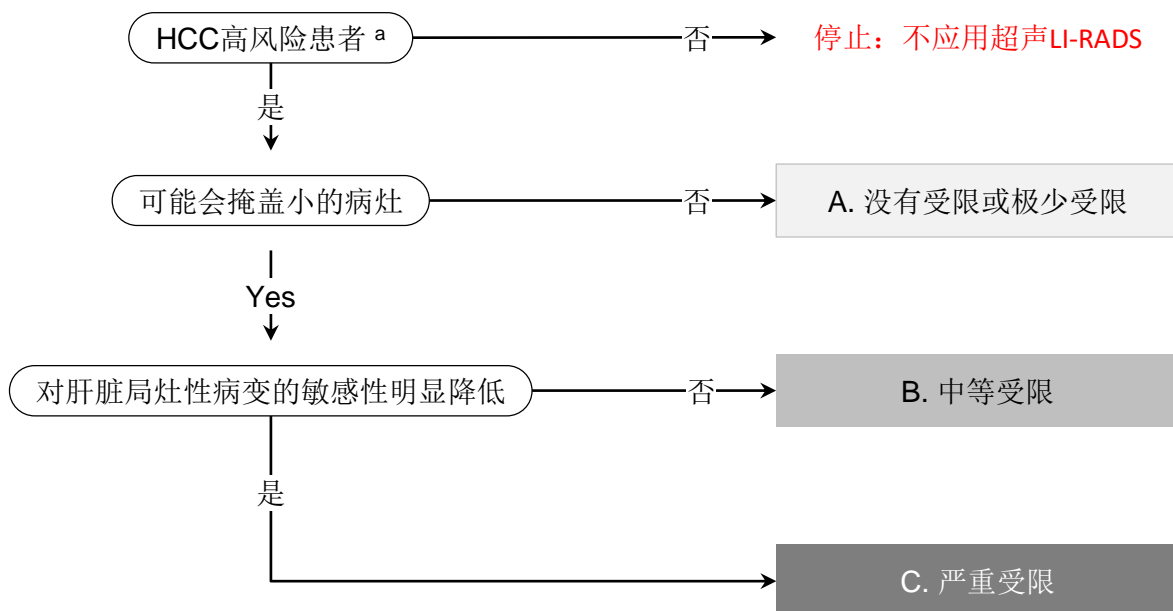 HCC高风险患者 a
否
停止：不应用超声LI-RADS
是
可能会掩盖小的病灶
否
A. 没有受限或极少受限
Yes
对肝脏局灶性病变的敏感性明显降低
否
B. 中等受限
是
C. 严重受限